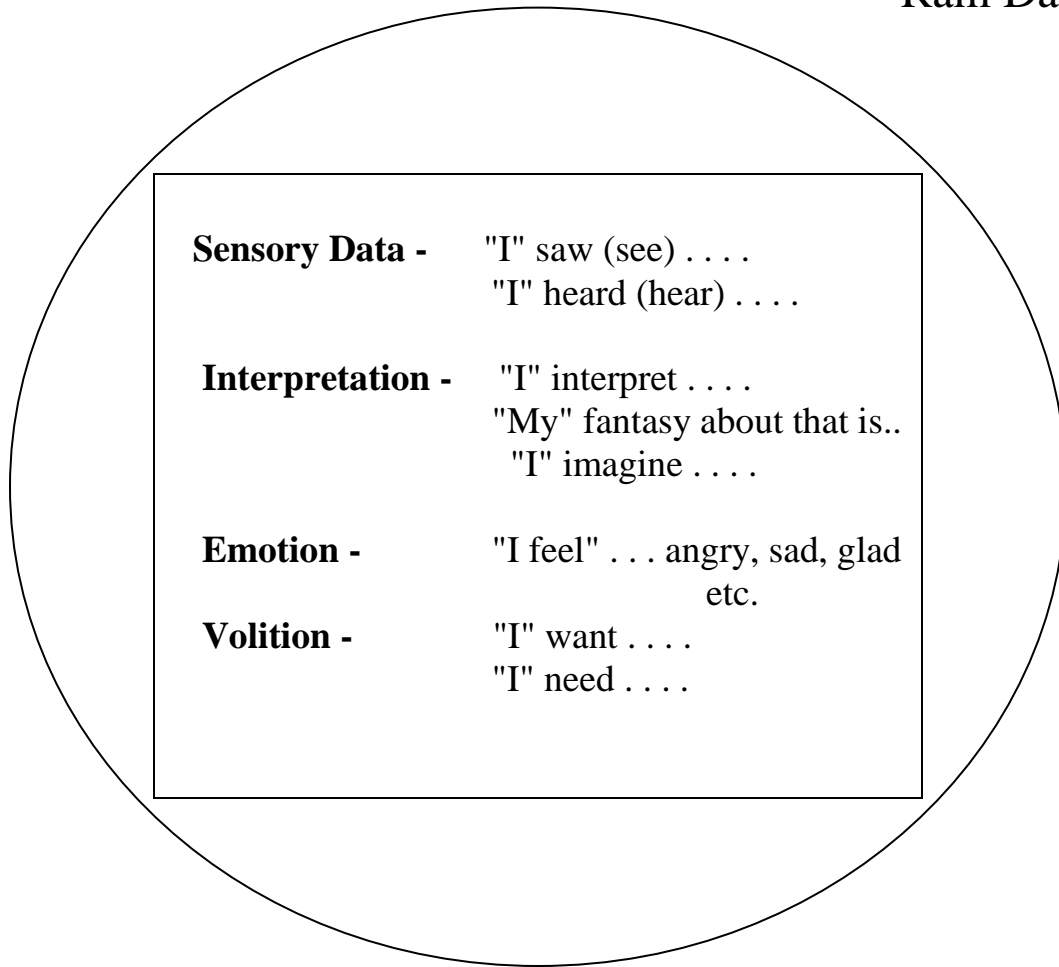 Sensory Data - "I" saw (see) . . . .
"I" heard (hear) . . . .
Interpretation - "I" interpret . . . .
"My" fantasy about that is..
"I" imagine . . . .
Emotion - "I feel" . . . angry, sad, glad
etc.
Volition - "I" want . . . .
"I" need . . . .